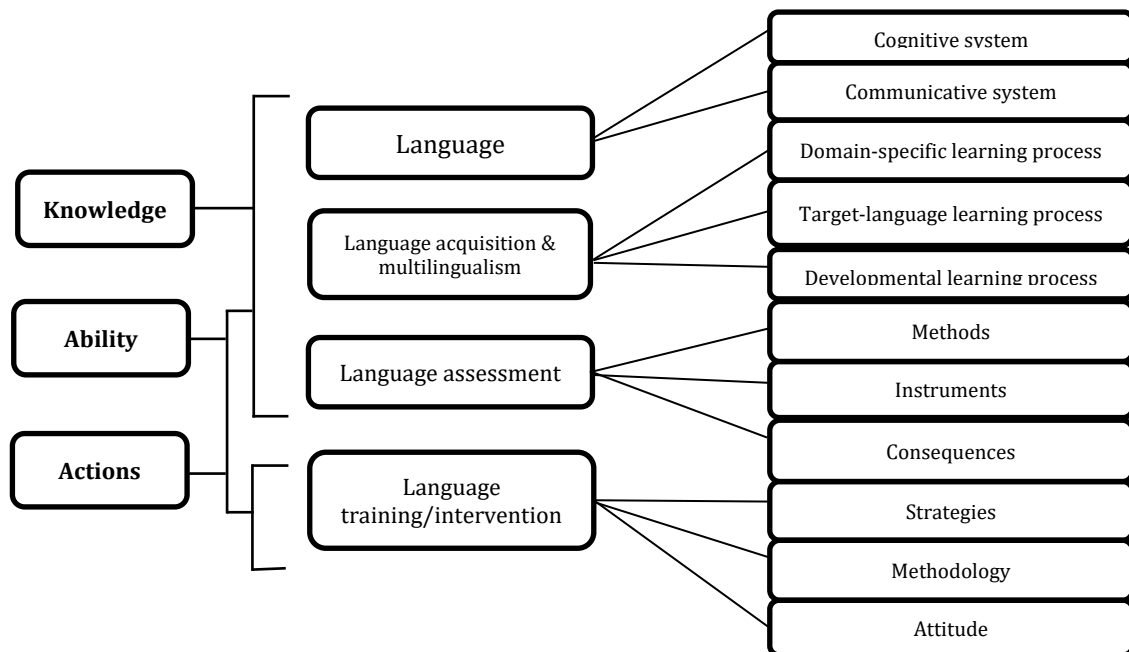 Knowledge
Ability
Actions
Language
Language acquisition &
multilingualism
Language assessment
Language
training/intervention
Cognitive system
Communicative system
Domain-specific learning process
Target-language learning process
Developmental learning process
Methods
Instruments
Consequences
Strategies
Methodology
Attitude